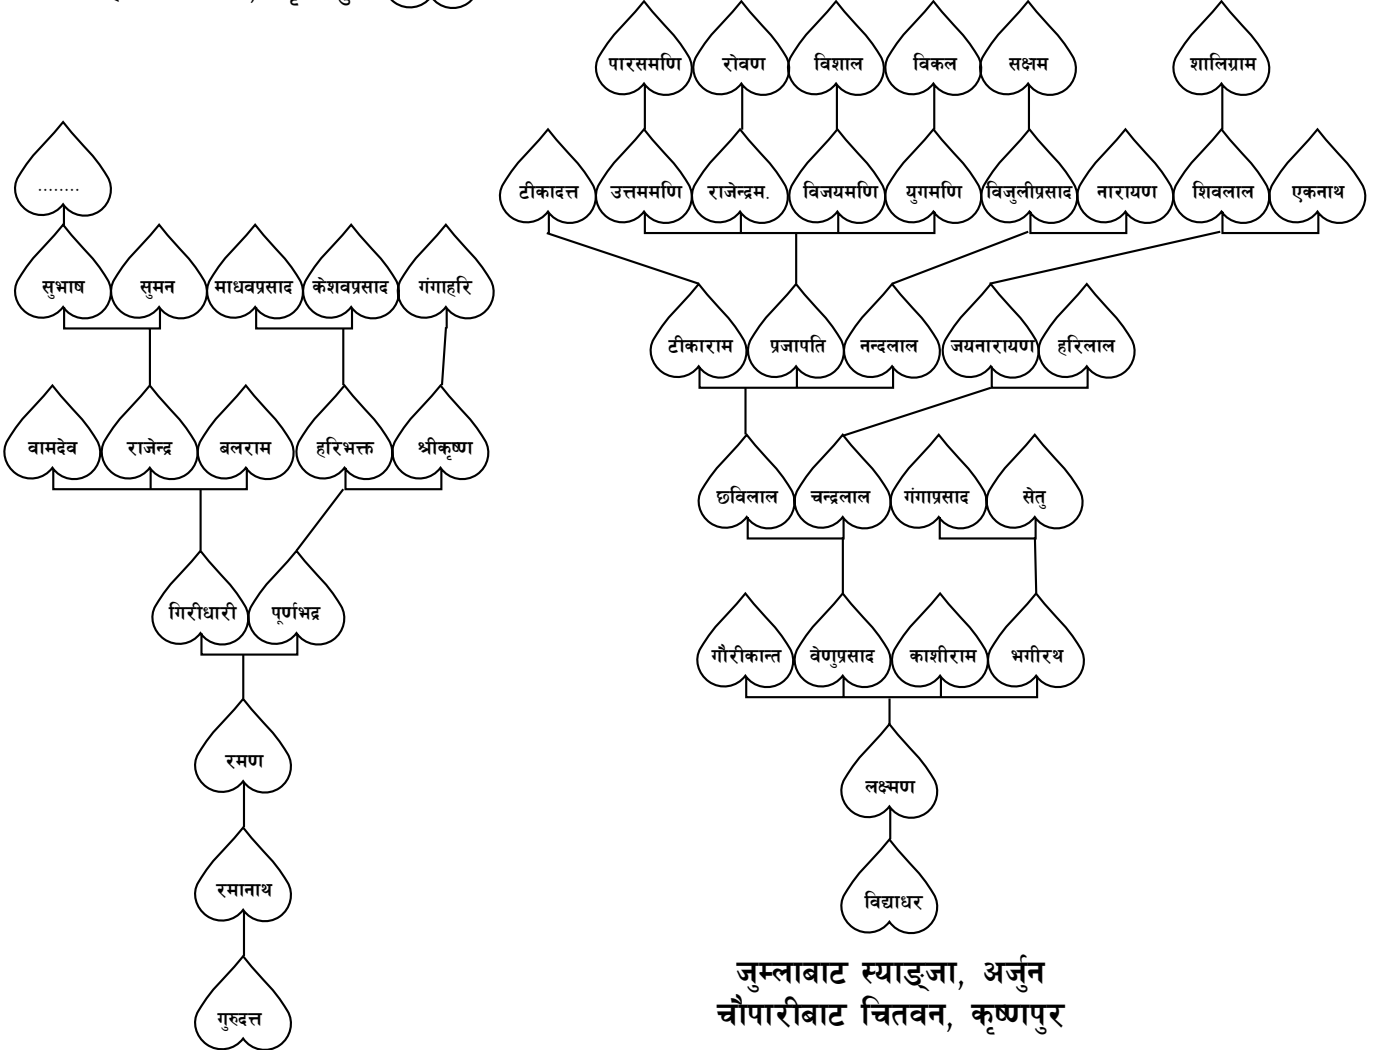 पारसमणि रोवण विशाल विकल सक्षम शालिग्राम
........ टीकादत्त उत्तममणि राजेन्द्रम. विजयमणि युगमणि विजुलीप्रसाद नारायण शिवलाल एकनाथ
सुभाष सुमन माधवप्रसाद केशवप्रसाद गंगाहरि
टीकाराम प्रजापति नन्दलाल जयनारायण हरिलाल
वामदेव राजेन्द्र बलराम हरिभक्त श्रीकृष्ण
छविलाल चन्द्रलाल गंगाप्रसाद सेतु
गिरीधारी पूर्णभद्र
गौरीकान्त वेणुप्रसाद काशीराम भगीरथ
रमण
लक्ष्मण
रमानाथ
विद्याधर
जुम्लाबाट स्याङ्जा, अर्जुन
चौपारीबाट चितवन, कृष्णपुर
गुरुदत्त